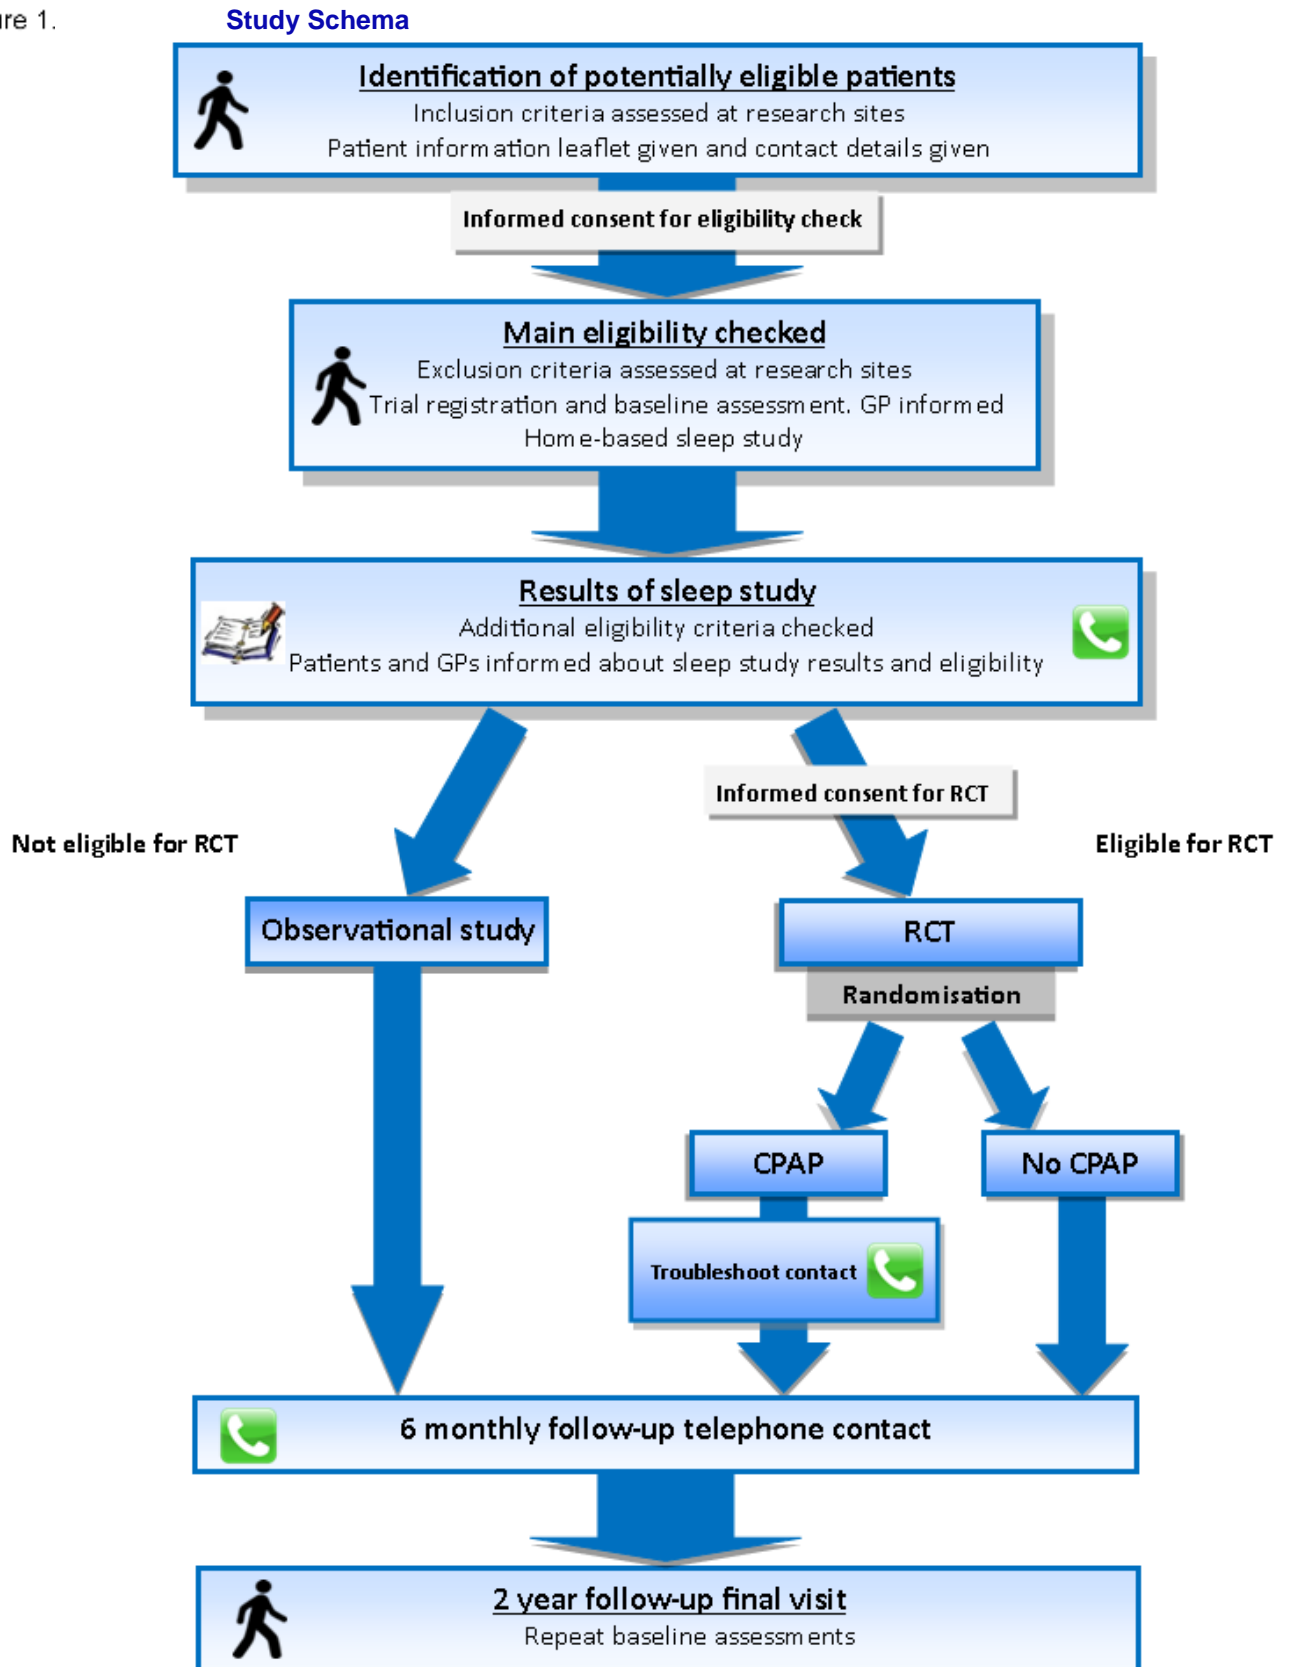 re 1.
Study Schema
Identification of potentially eligible patients
Inclusion criteria assessed at research sites
Patient information leaflet given and contact details given
Informed consent for eligibility check
Main eligibility checked
Exclusion criteria assessed at research sites
Trial registration and baseline assessment. GP informed
Home-based sleep study
Results of sleep study
Additional eligibility criteria checked
Patients and GPs informed about sleep study results and eligibility
Informed consent for RCT
Not eligible for RCT
Eligible for RCT
Observational study
RCT
Randomisation
CPAP
No CPAP
Troubleshoot contact
6 monthly follow-up telephone contact
2 year follow-up final visit
Repeat baseline assessments